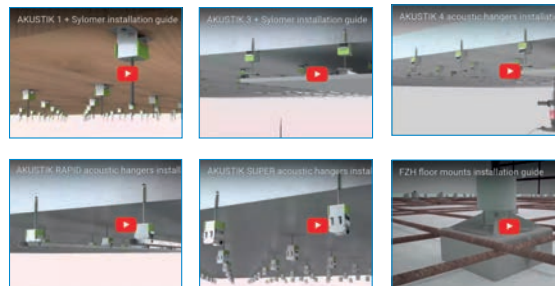 AKUSTIK 1 + Sylomer installation guide
AKUSTIK 3 + Sylomer installation guide
AKUSTIK 4 acoustic hangers installat
AKUSTIK RAPID acoustic hangers install
AKUSTIK SUPER acoustic hangers instal
FZH floor mounts installation guide